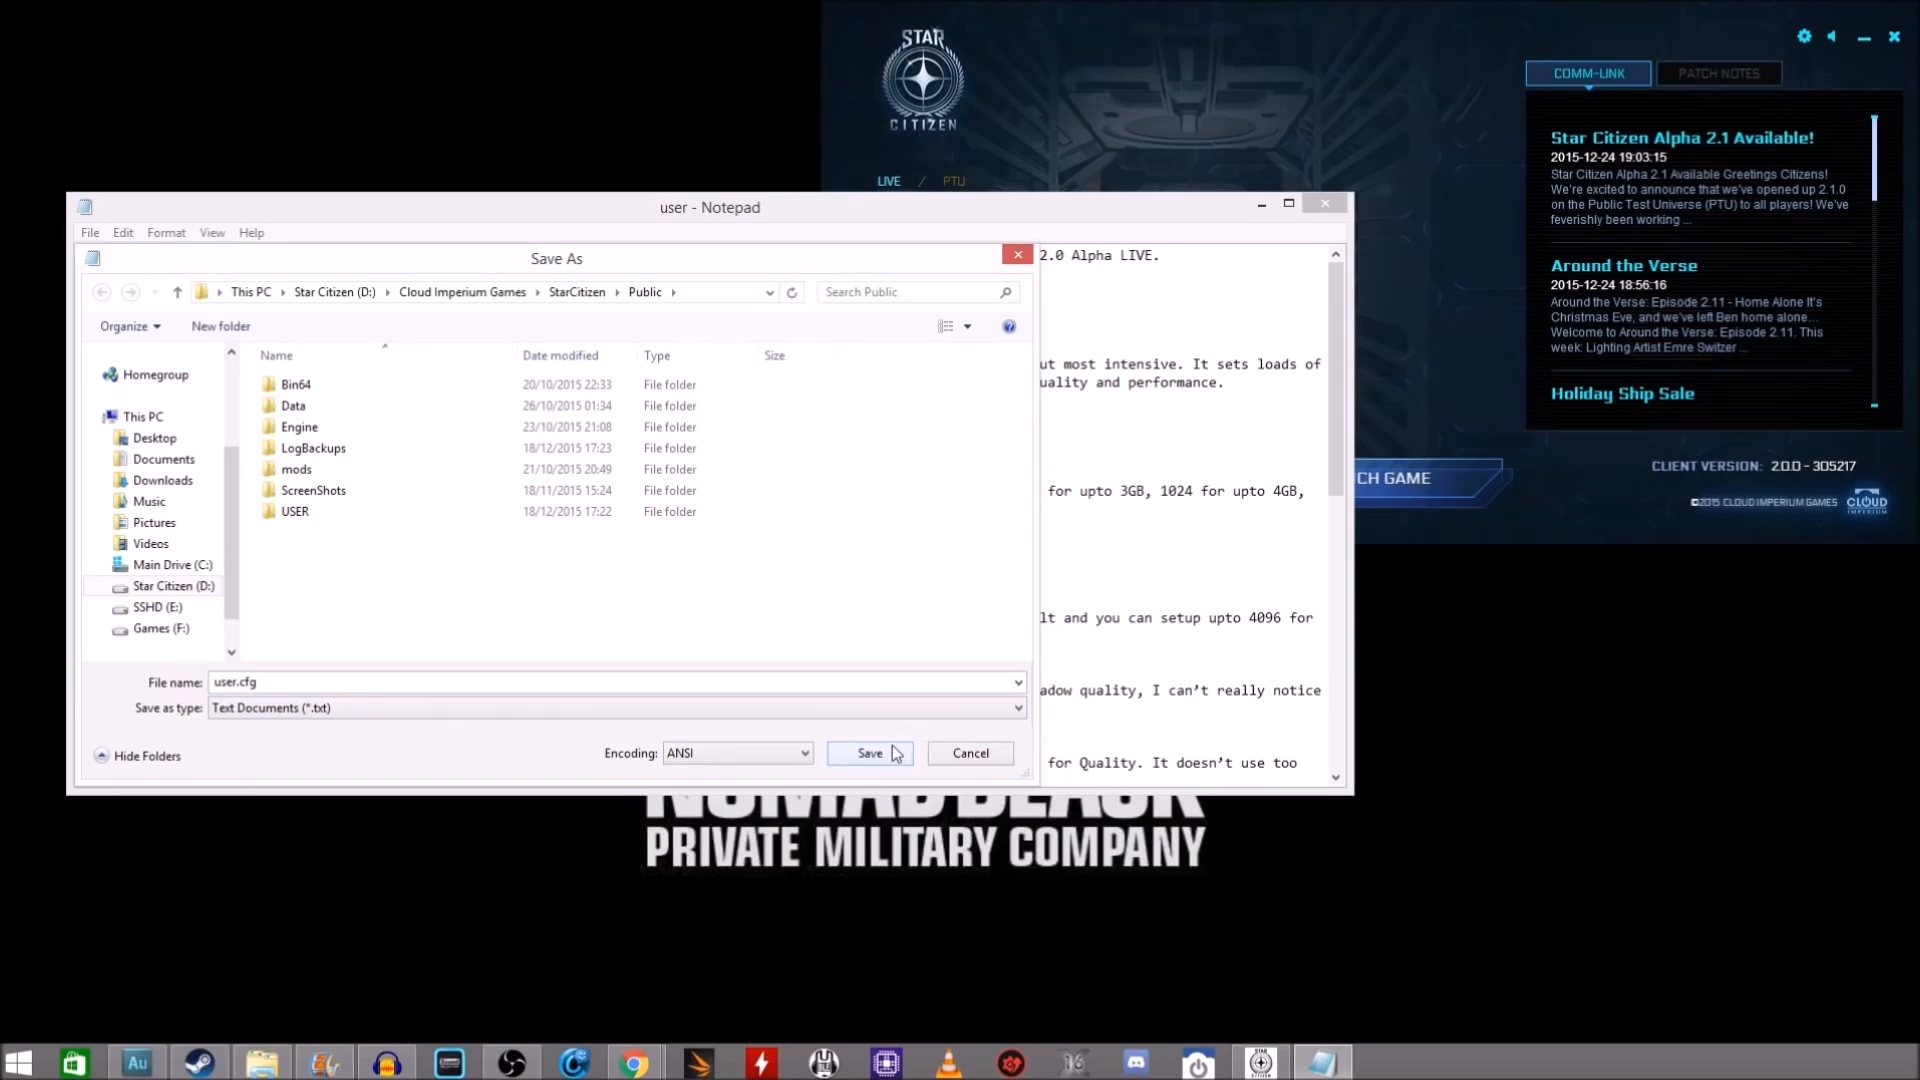 STAR
CITIZEN
LIVE / PTU
COMM-LINK
PATCH NOTES
Star Citizen Alpha 2.1 Available!
2015-12-24 19:03:15
Star Citizen Alpha 2.1 Available Greetings Citizens!
We're excited to announce that we've opened up 2.1.0
on the Public Test Universe (PTU) to all players! We've
feverishly been working ...
Around the Verse
2015-12-24 18:56:16
Around the Verse: Episode 2.11 - Home Alone It's
Christmas Eve, and we've left Ben home alone...
Welcome to Around the Verse: Episode 2.11. This
week: Lighting Artist Emre Switzer ...
Holiday Ship Sale
CH GAME
CLIENT VERSION: 2.0.0 - 305217
©2015 CLOUD IMPERIUM GAMES
CLOUD
IMPERIUM
user - Notepad
File Edit Format View Help
Save As
This PC Star Citizen (D:) Cloud Imperium Games StarCitizen Public
Search Public
Organize New folder
Name Date modified Type Size
Bin64 20/10/2015 22:33 File folder
Data 26/10/2015 01:34 File folder
Engine 23/10/2015 21:08 File folder
LogBackups 18/12/2015 17:23 File folder
mods 21/10/2015 20:49 File folder
ScreenShots 18/11/2015 15:24 File folder
USER 18/12/2015 17:22 File folder
Homegroup
This PC
Desktop
Documents
Downloads
Music
Pictures
Videos
Main Drive (C:)
Star Citizen (D:)
SSHD (E:)
Games (F:)
File name: user.cfg
Save as type: Text Documents (*.txt)
Hide Folders
Encoding: ANSI
Save
Cancel
2.0 Alpha LIVE.
ut most intensive. It sets loads of
uality and performance.
for upto 3GB, 1024 for upto 4GB,
lt and you can setup upto 4096 for
adow quality, I can't really notice
for Quality. It doesn't use too
NOMAD BLACK
PRIVATE MILITARY COMPANY
Au
16